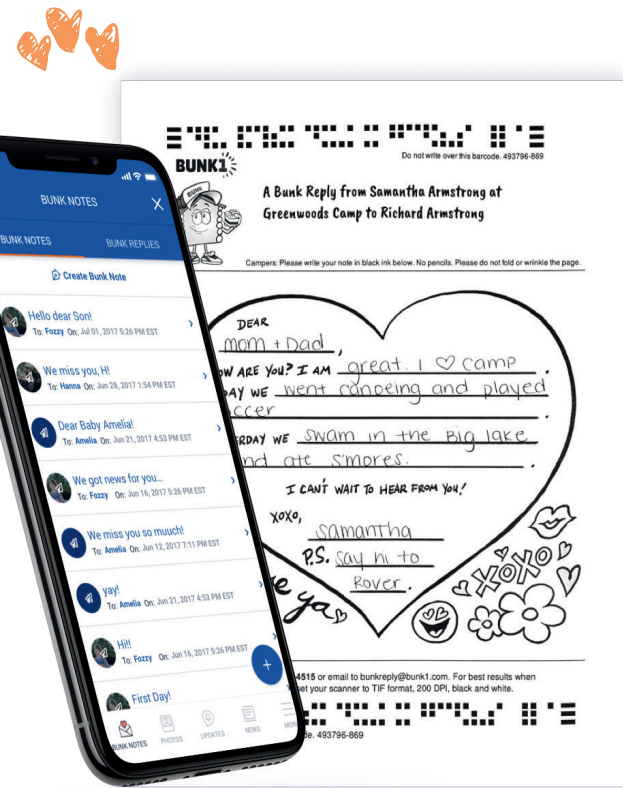 BUNK NOTES
X
BUNK NOTES
BUNK REPLIES
Create Bunk Note
Hello dear Son!
To: Fozzy On: Jul 01, 2017 5:26 PM EST
We miss you, H!
To: Hanna On: Jun 28, 2017 1:54 PM EST
Dear Baby Amelia!
To: Amelia On: Jun 21, 2017 4:53 PM EST
We got news for you...
To: Fozzy On: Jun 16, 2017 5:26 PM EST
We miss you so muuch!
To: Amelia On: Jun 12, 2017 7:11 PM EST
yay!
To: Amelia On: Jun 21, 2017 4:53 PM EST
Hi!!
To: Fozzy On: Jun 16, 2017 5:26 PM EST
First Day!
+
BUNK NOTES
PHOTOS
UPDATES
NEWS
Do not write over this barcode. 493796-869
BUNK1
BUNK
A Bunk Reply from Samantha Armstrong at
Greenwoods Camp to Richard Armstrong
Campers: Please write your note in black ink below. No pencils. Please do not fold or wrinkle the page.
DEAR
mom + Dad,
OW ARE YOU? I AM great. I ♡ camp.
AY WE went canoeing and played
ccer.
RDAY WE swam in the Big lake
nd ate s'mores.
I CAN'T WAIT TO HEAR FROM YOU!
XOXO,
samantha
P.S. say hi to
Rover.
XOXO
e ya
4515 or email to bunkreply@bunk1.com. For best results when
set your scanner to TIF format, 200 DPI, black and white.
de. 493796-869